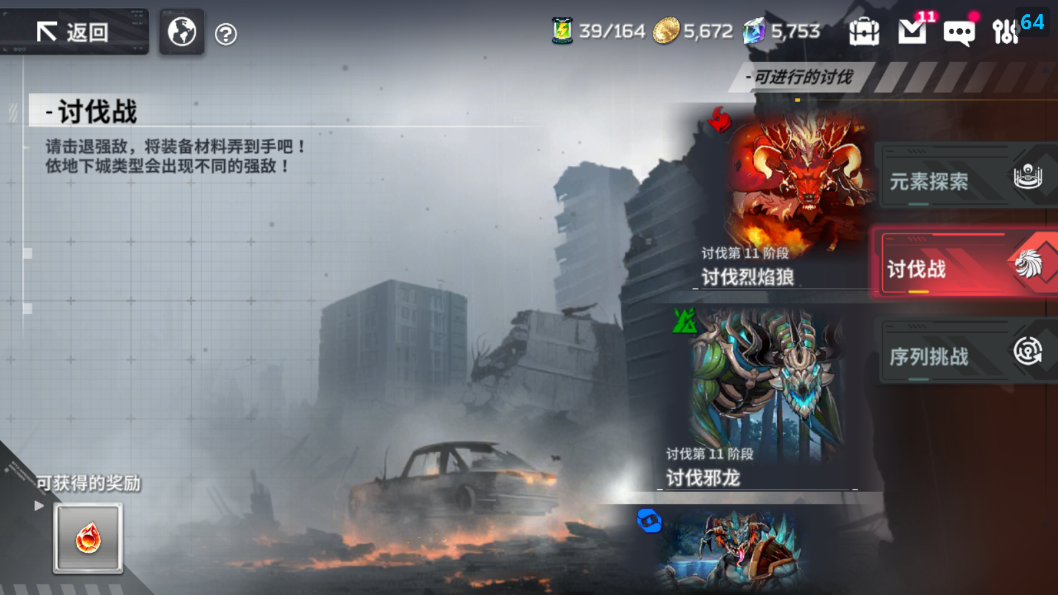 返回
?
39/164
5,672
5,753
11
64
-可进行的讨伐
-讨伐战
请击退强敌，将装备材料弄到手吧！
依地下城类型会出现不同的强敌！
讨伐第 11 阶段
讨伐烈焰狼
讨伐第 11 阶段
讨伐邪龙
元素探索
讨伐战
序列挑战
可获得的奖励